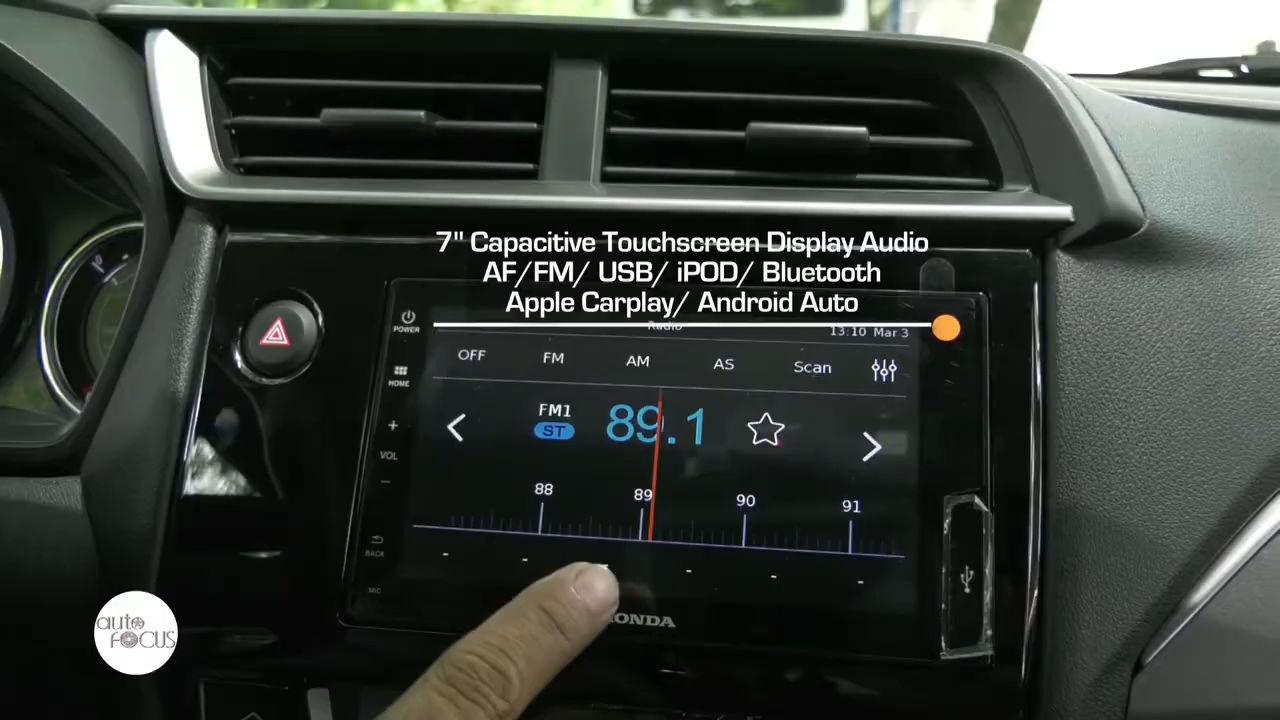 7" Capacitive Touchscreen Display Audio
AF/FM/ USB/ iPOD/ Bluetooth
Apple Carplay/ Android Auto
Radio
13:10 Mar 3
POWER
OFF
FM
AM
AS
Scan
HOME
FM1
89.1
ST
+
VOL
-
88
89
90
91
BACK
MIC
HONDA
auto
FOCUS